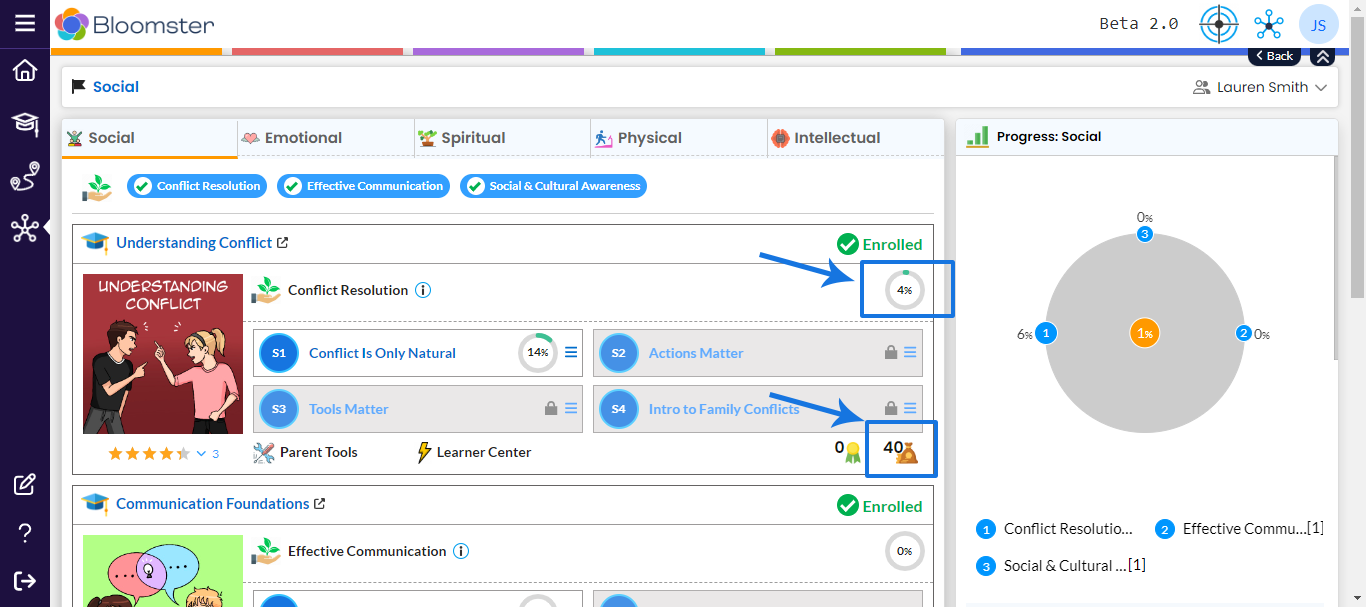 Bloomster
Beta 2.0
JS
Back
Social
Lauren Smith
Social
Emotional
Spiritual
Physical
Intellectual
Progress: Social
Conflict Resolution
Effective Communication
Social & Cultural Awareness
Understanding Conflict
Enrolled
UNDERSTANDING
CONFLICT
Conflict Resolution
4%
S1 Conflict Is Only Natural 14%
S2 Actions Matter
S3 Tools Matter
S4 Intro to Family Conflicts
3
Parent Tools
Learner Center
0
40
Communication Foundations
Enrolled
Effective Communication
0%
0%
3
6% 1
1%
2 0%
1 Conflict Resolutio...
2 Effective Commu...[1]
3 Social & Cultural ...[1]